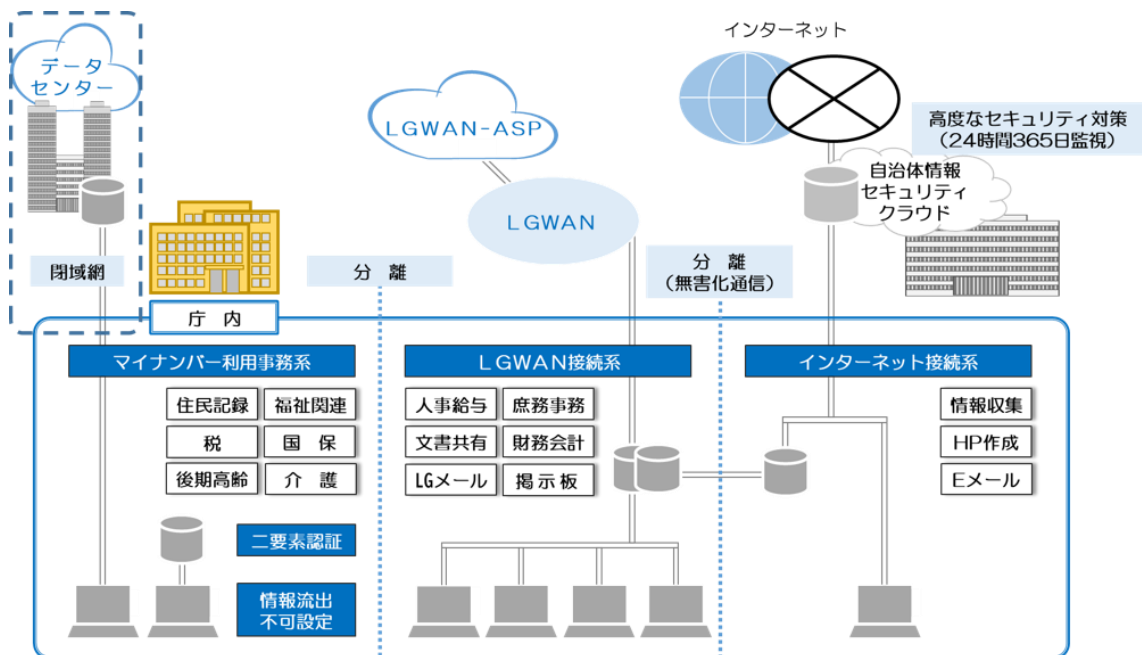 インターネット
データ
センター
LGWAN-ASP
高度なセキュリティ対策
(24時間365日監視)
自治体情報
セキュリティ
クラウド
LGWAN
閉域網
分 離
分 離
(無害化通信)
庁 内
マイナンバー利用事務系
LGWAN接続系
インターネット接続系
住民記録
福祉関連
税
国 保
後期高齢
介 護
人事給与
庶務事務
文書共有
財務会計
LGメール
掲示板
情報収集
HP作成
Eメール
二要素認証
情報流出
不可設定